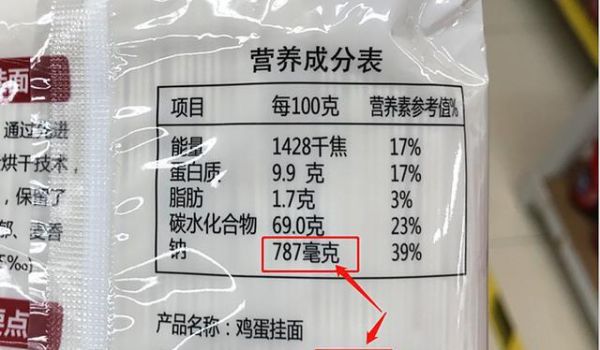 营养成分表
项目 每100克 营养素参考值%
能量 1428千焦 17%
蛋白质 9.9 克 17%
脂肪 1.7克 3%
碳水化合物 69.0克 23%
钠 787毫克 39%
产品名称：鸡蛋挂面
挂面
通过
烘干技术，
保留了
麦香
‰）
要点